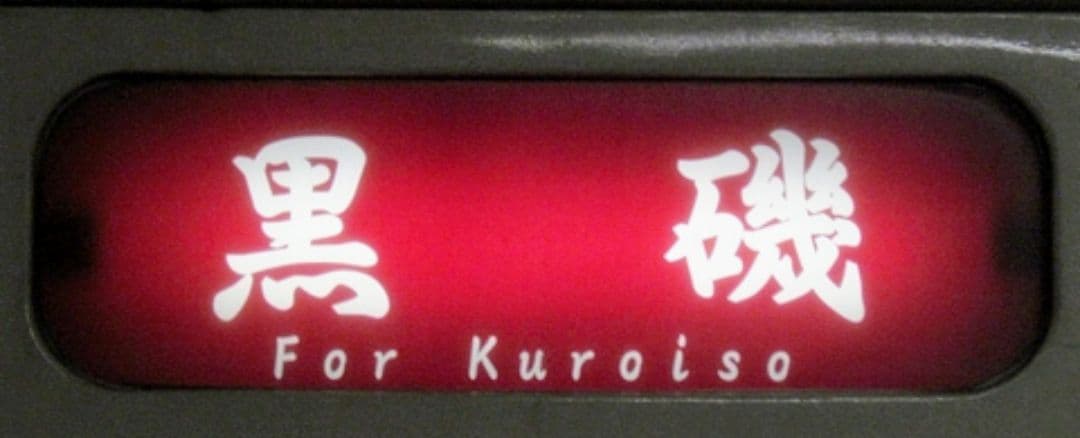 黒磯
For Kuroiso